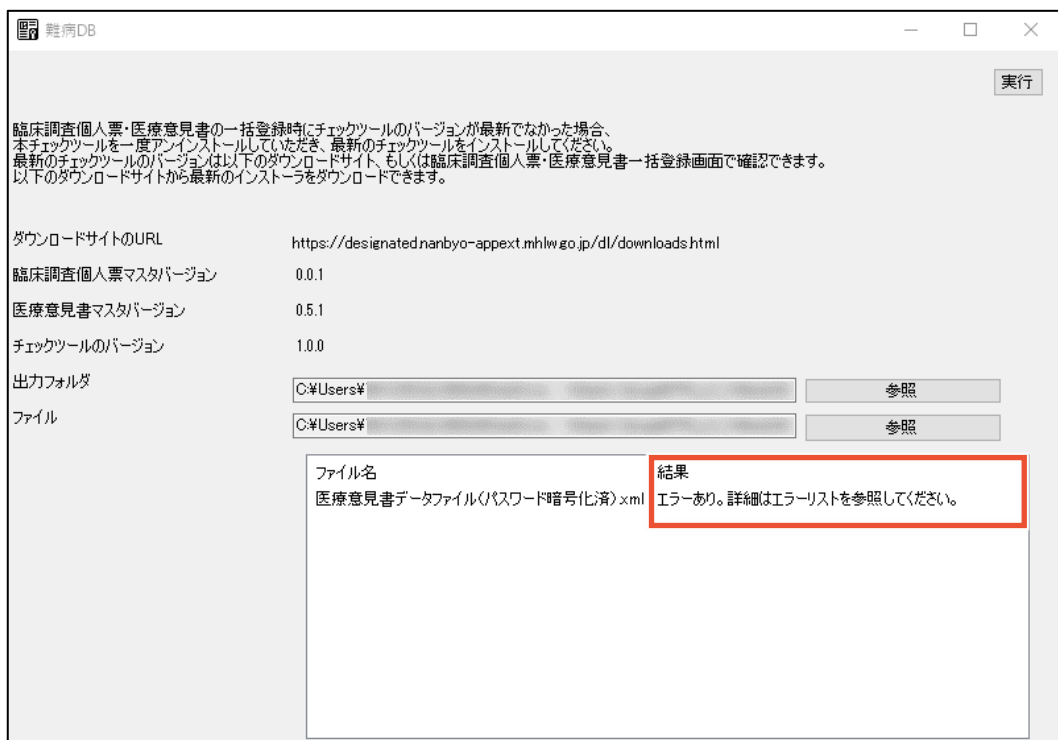 難病DB
実行
臨床調査個人票・医療意見書の一括登録時にチェックツールのバージョンが最新でなかった場合、
本チェックツールを一度アンインストールしていただき、最新のチェックツールをインストールしてください。
最新のチェックツールのバージョンは以下のダウンロードサイト、もしくは臨床調査個人票・医療意見書一括登録画面で確認できます。
以下のダウンロードサイトから最新のインストーラをダウンロードできます。
ダウンロードサイトのURL https://designated.nanbyo-appext.mhlw.go.jp/dl/downloads.html
臨床調査個人票マスタバージョン 0.0.1
医療意見書マスタバージョン 0.5.1
チェックツールのバージョン 1.0.0
出力フォルダ C:¥Users¥ 参照
ファイル C:¥Users¥ 参照
ファイル名 結果
医療意見書データファイル(パスワード暗号化済).xml エラーあり。詳細はエラーリストを参照してください。